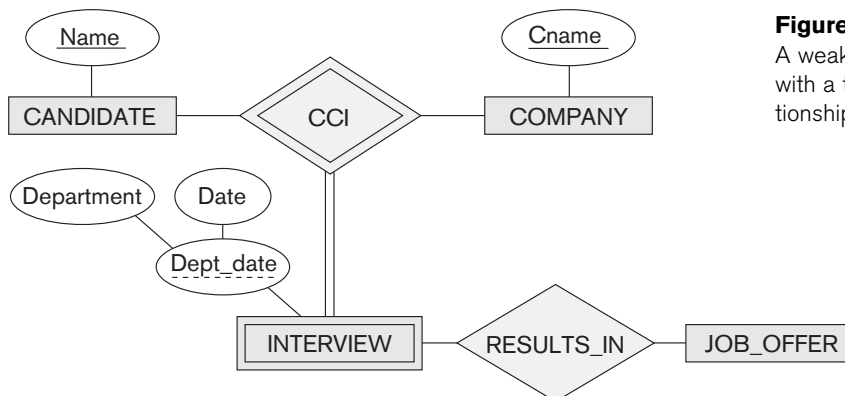 Name
Cname
Figure
A weak
with a t
tionship
CANDIDATE
CCI
COMPANY
Department
Date
Dept_date
INTERVIEW
RESULTS_IN
JOB_OFFER